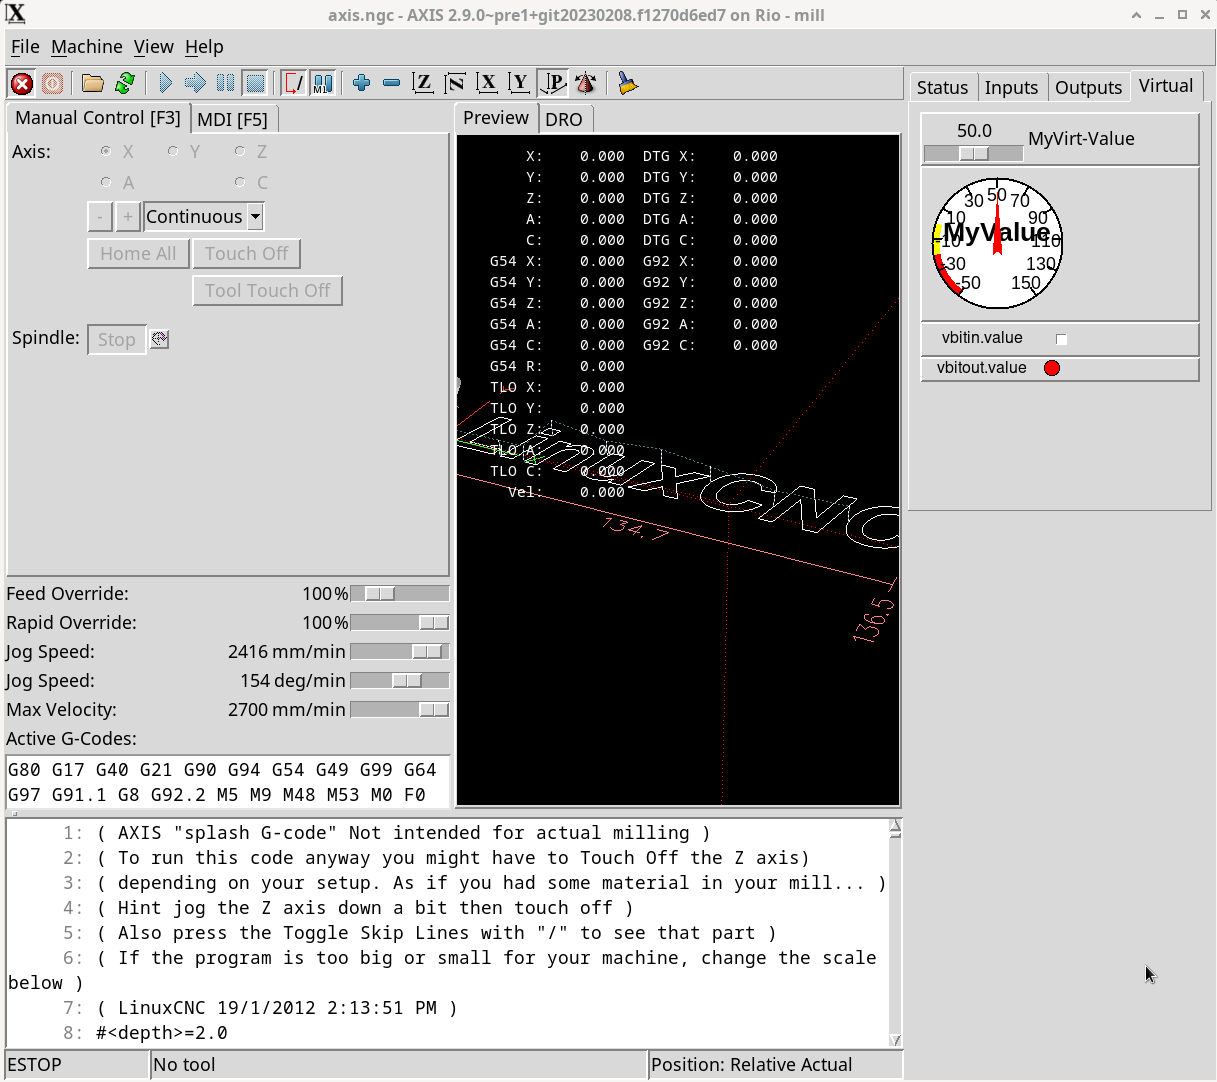 axis.ngc - AXIS 2.9.0~pre1+git20230208.f1270d6ed7 on Rio - mill
File Machine View Help
Manual Control [F3] MDI [F5]
Axis: X Y Z
A C
- + Continuous
Home All Touch Off
Tool Touch Off
Spindle: Stop
Feed Override: 100%
Rapid Override: 100%
Jog Speed: 2416 mm/min
Jog Speed: 154 deg/min
Max Velocity: 2700 mm/min
Active G-Codes:
G80 G17 G40 G21 G90 G94 G54 G49 G99 G64
G97 G91.1 G8 G92.2 M5 M9 M48 M53 M0 F0
Preview DRO
X: 0.000 DTG X: 0.000
Y: 0.000 DTG Y: 0.000
Z: 0.000 DTG Z: 0.000
A: 0.000 DTG A: 0.000
C: 0.000 DTG C: 0.000
G54 X: 0.000 G92 X: 0.000
G54 Y: 0.000 G92 Y: 0.000
G54 Z: 0.000 G92 Z: 0.000
G54 A: 0.000 G92 A: 0.000
G54 C: 0.000 G92 C: 0.000
G54 R: 0.000
TLO X: 0.000
TLO Y: 0.000
TLO Z: 0.000
TLO A: 0.000
TLO C: 0.000
Vel: 0.000
LinuxCNC
134.7
136.5
Status Inputs Outputs Virtual
50.0 MyVirt-Value
MyValue
-50 -30 -10 10 30 50 70 90 110 130 150
vbitin.value
vbitout.value
1: ( AXIS "splash G-code" Not intended for actual milling )
2: ( To run this code anyway you might have to Touch Off the Z axis)
3: ( depending on your setup. As if you had some material in your mill... )
4: ( Hint jog the Z axis down a bit then touch off )
5: ( Also press the Toggle Skip Lines with "/" to see that part )
6: ( If the program is too big or small for your machine, change the scale
below )
7: ( LinuxCNC 19/1/2012 2:13:51 PM )
8: #<depth>=2.0
ESTOP No tool Position: Relative Actual